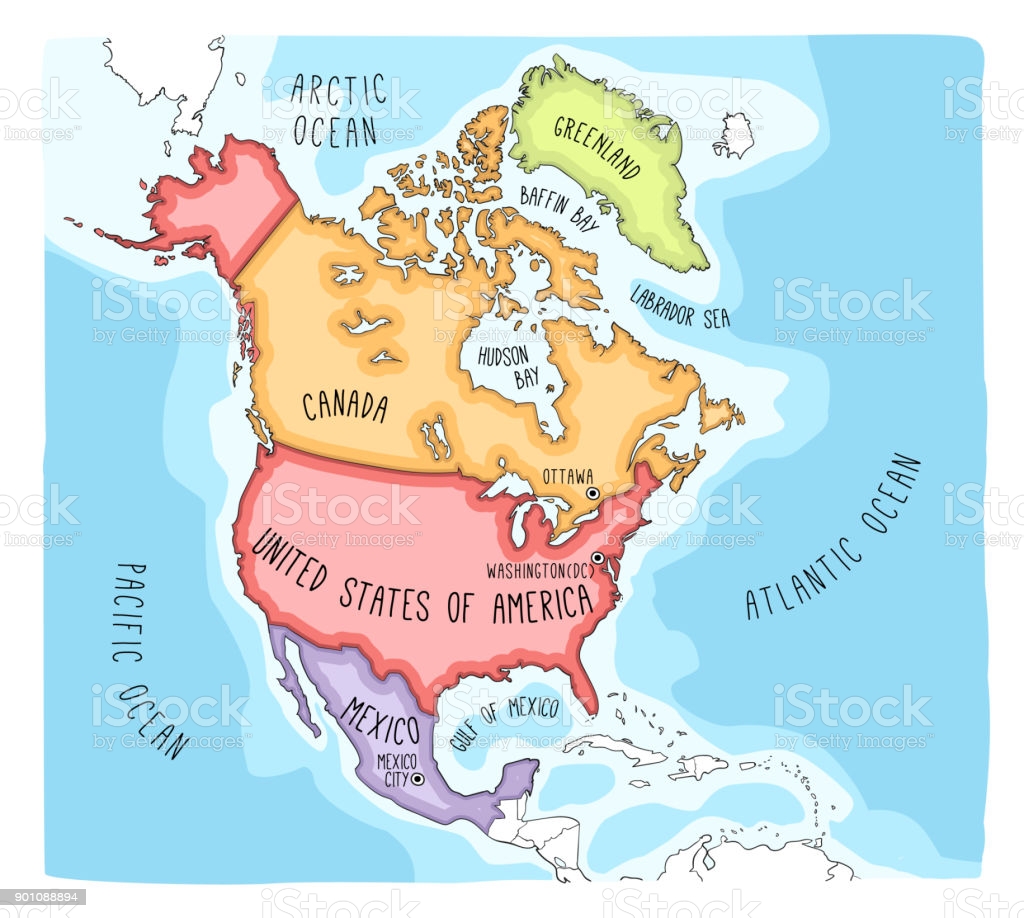 ARCTIC
OCEAN
GREENLAND
BAFFIN BAY
LABRADOR SEA
HUDSON
BAY
CANADA
OTTAWA
WASHINGTON(DC)
UNITED STATES OF AMERICA
ATLANTIC OCEAN
PACIFIC OCEAN
GULF OF MEXICO
MEXICO
MEXICO
CITY
iStock
by Getty Images™
901088894